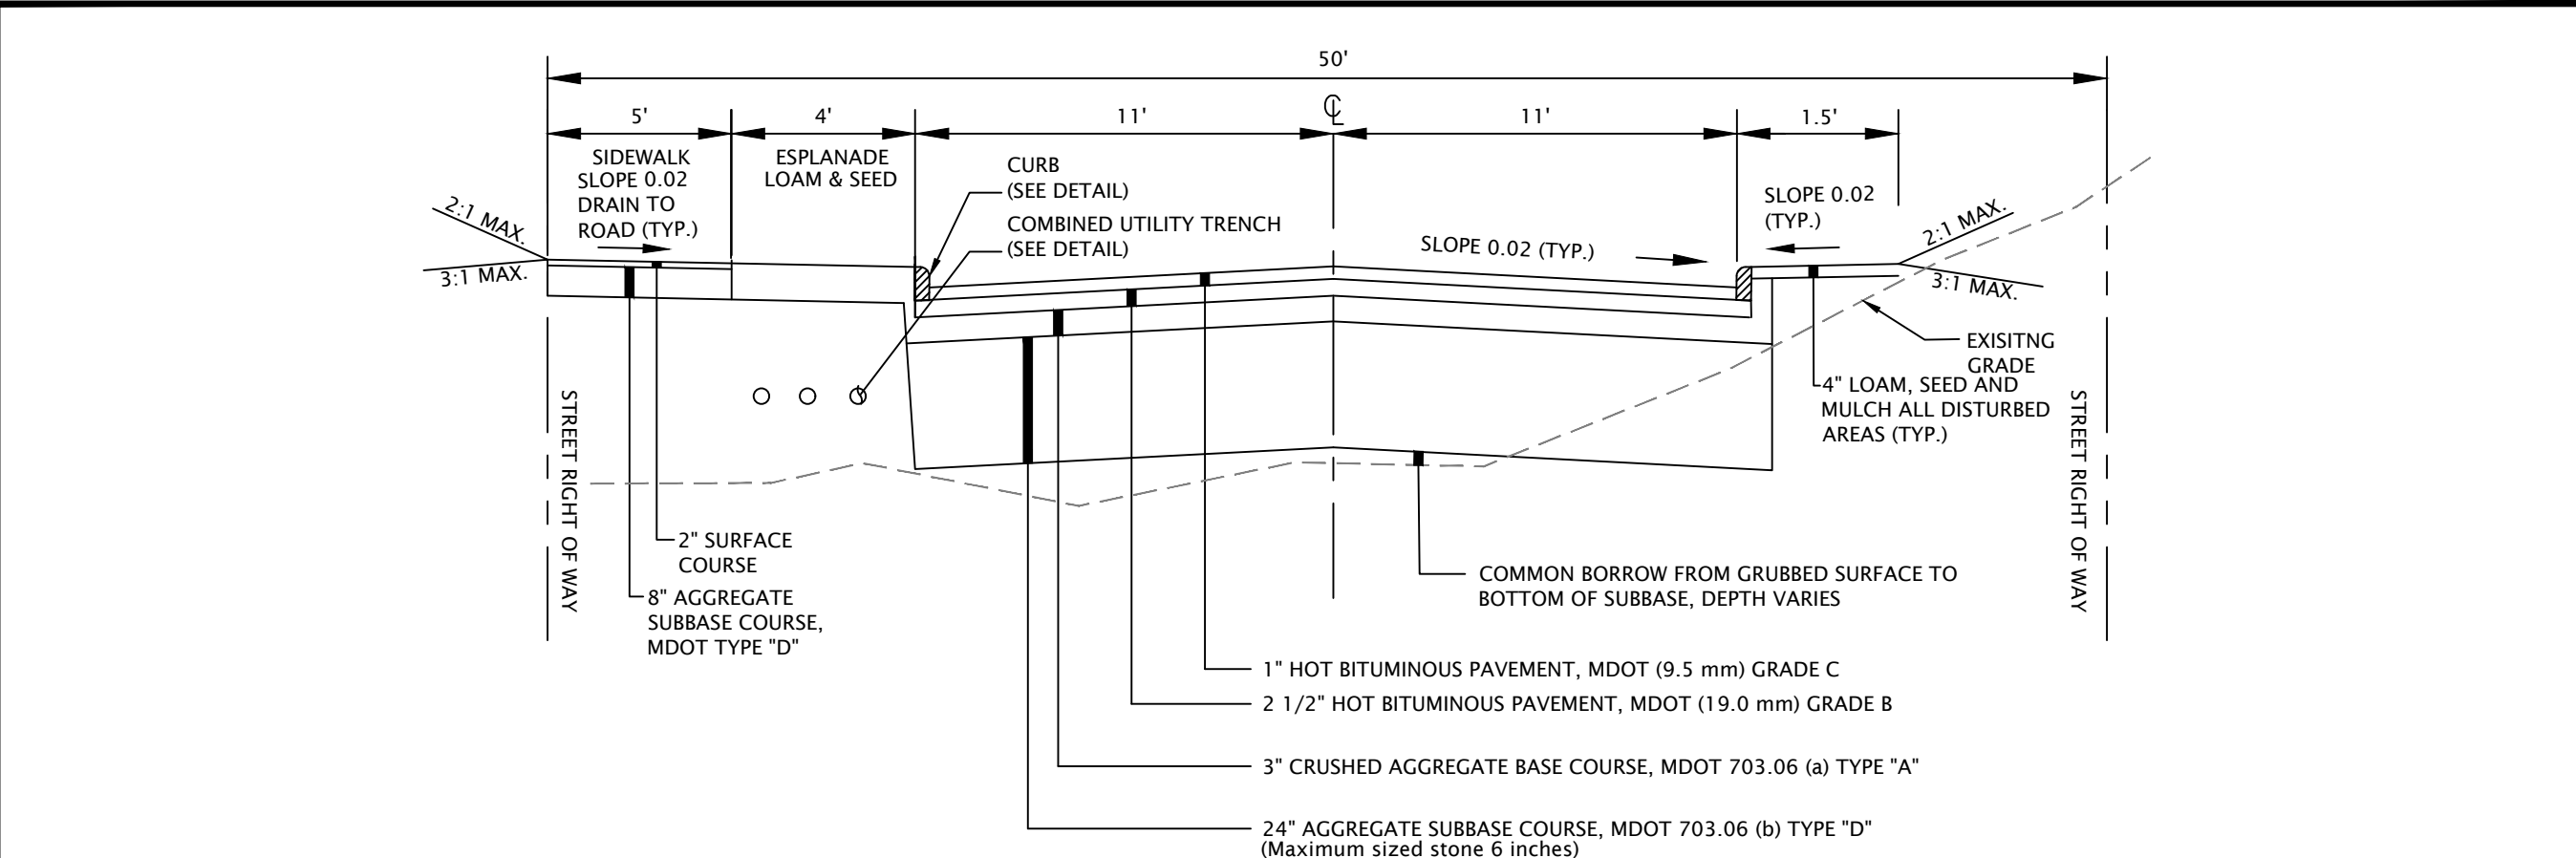 50'
5'
4'
11'
℄
11'
1.5'
SIDEWALK
SLOPE 0.02
DRAIN TO
ROAD (TYP.)
ESPLANADE
LOAM & SEED
CURB
(SEE DETAIL)
COMBINED UTILITY TRENCH
(SEE DETAIL)
SLOPE 0.02 (TYP.)
SLOPE 0.02
(TYP.)
2:1 MAX.
3:1 MAX.
2:1 MAX.
3:1 MAX.
EXISITNG
GRADE
4" LOAM, SEED AND
MULCH ALL DISTURBED
AREAS (TYP.)
STREET RIGHT OF WAY
STREET RIGHT OF WAY
2" SURFACE
COURSE
8" AGGREGATE
SUBBASE COURSE,
MDOT TYPE "D"
COMMON BORROW FROM GRUBBED SURFACE TO
BOTTOM OF SUBBASE, DEPTH VARIES
1" HOT BITUMINOUS PAVEMENT, MDOT (9.5 mm) GRADE C
2 1/2" HOT BITUMINOUS PAVEMENT, MDOT (19.0 mm) GRADE B
3" CRUSHED AGGREGATE BASE COURSE, MDOT 703.06 (a) TYPE "A"
24" AGGREGATE SUBBASE COURSE, MDOT 703.06 (b) TYPE "D"
(Maximum sized stone 6 inches)